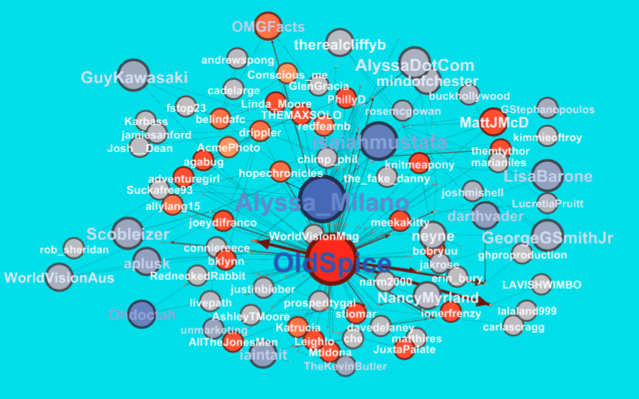 OMGFacts
therealcliffyb
andrewspong
AlyssaDotCom
GuyKawasaki
Conscious_me
mindofchester
cadelarge
GlenGracia
buckhollywood
Linda_Moore
PhillyD
fstop23
GStephanopoulos
rosemcgowan
Karbass
belindafc
THEMAXSOLO
MattJMcD
redfearnb
jamiesanford
dripler
kimmieoftroy
Josh_Dean
AcmePhoto
isaiahmustafa
themythor
agabug
chimp_phil
knitmeapony
marianiles
adventuregirl
hopechronicles
the_fake_danny
LisaBarone
Suckafree93
joshmishell
allylang15
Alyssa_Milano
LucretiaPruitt
joeydifranco
meekakitty
darthvader
Scobleizer
WorldVisionMag
neyne
GeorgeGSmithJr
rob_sheridan
conniereece
bobryuu
ghproproduction
aplusk
bklynn
OldSpice
jakrose
WorldVisionAus
RedneckedRabbit
narm2000
erin_bury
LAVISHWIMBO
justinbieber
NancyMyrland
livepath
prosperitygal
lalaland999
Ondoctan
AshleyTMoore
stiomar
innerfrenzy
carlascragg
unmarketing
Katrucia
davedelaney
AllTheJonesMen
Leighlo
che
matthires
iaintait
Mtidona
JuxtaPalate
TheKevinButler